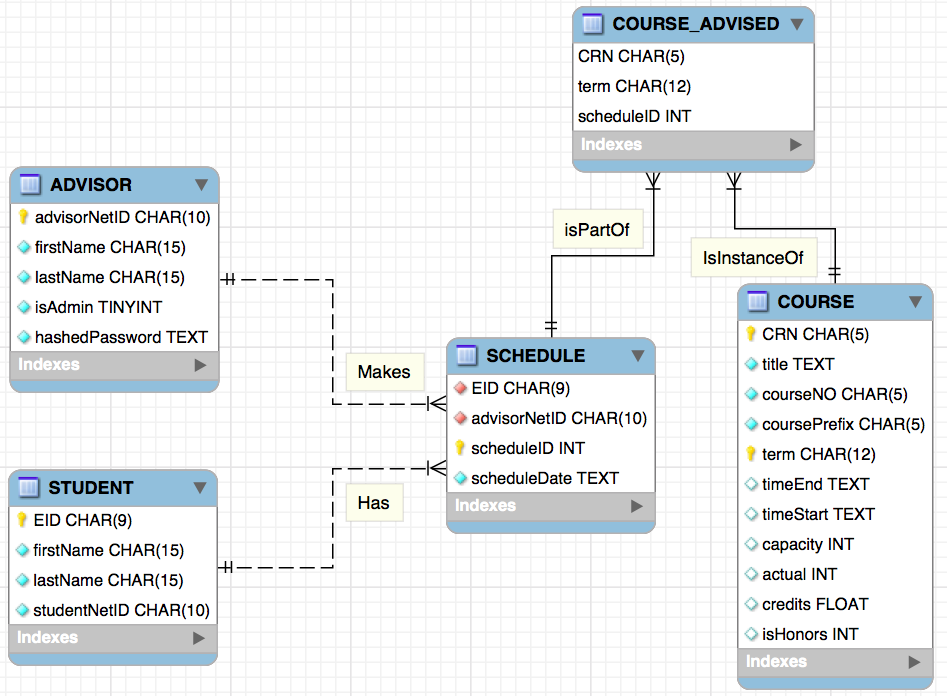 COURSE_ADVISED
CRN CHAR(5)
term CHAR(12)
scheduleID INT
Indexes
ADVISOR
advisorNetID CHAR(10)
firstName CHAR(15)
lastName CHAR(15)
isAdmin TINYINT
hashedPassword TEXT
Indexes
isPartOf
IsInstanceOf
Makes
Has
SCHEDULE
EID CHAR(9)
advisorNetID CHAR(10)
scheduleID INT
scheduleDate TEXT
Indexes
COURSE
CRN CHAR(5)
title TEXT
courseNO CHAR(5)
coursePrefix CHAR(5)
term CHAR(12)
timeEnd TEXT
timeStart TEXT
capacity INT
actual INT
credits FLOAT
isHonors INT
Indexes
STUDENT
EID CHAR(9)
firstName CHAR(15)
lastName CHAR(15)
studentNetID CHAR(10)
Indexes